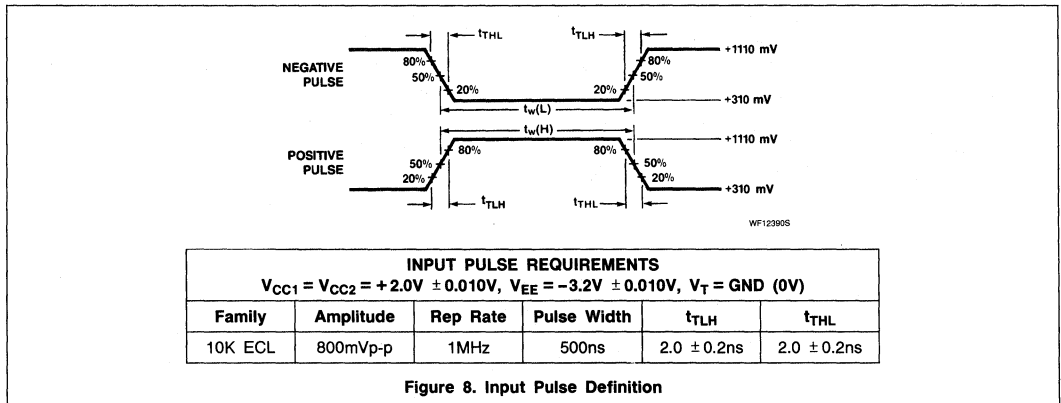 tTHL tTLH
+1110 mV
80% 80%
NEGATIVE
PULSE
50% 50%
20% 20%
+310 mV
tw(L)
tw(H)
+1110 mV
POSITIVE
PULSE
80% 80%
50% 50%
20% 20%
+310 mV
tTLH tTHL
WF12390S
INPUT PULSE REQUIREMENTS
VCC1 = VCC2 = +2.0V ±0.010V, VEE = −3.2V ±0.010V, VT = GND (0V)
Family Amplitude Rep Rate Pulse Width tTLH tTHL
10K ECL 800mVp-p 1MHz 500ns 2.0 ±0.2ns 2.0 ±0.2ns
Figure 8. Input Pulse Definition